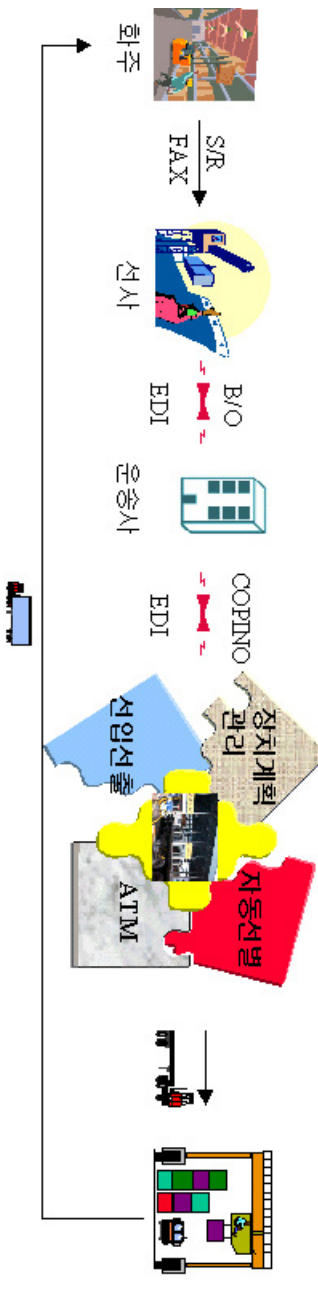 화주
S/R
FAX
선사
B/O
EDI
운송사
COPINO
EDI
장치계획
관리
선입선출
자동선별
ATM